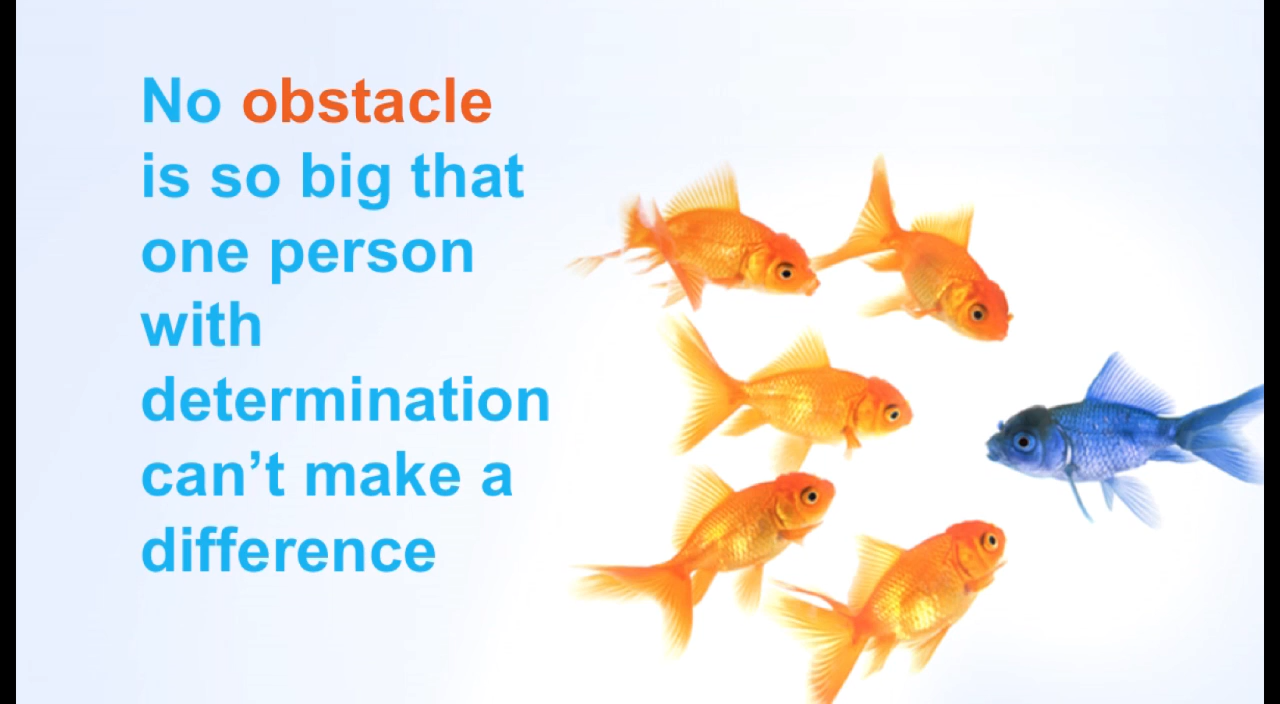 No obstacle
is so big that
one person
with
determination
can’t make a
difference